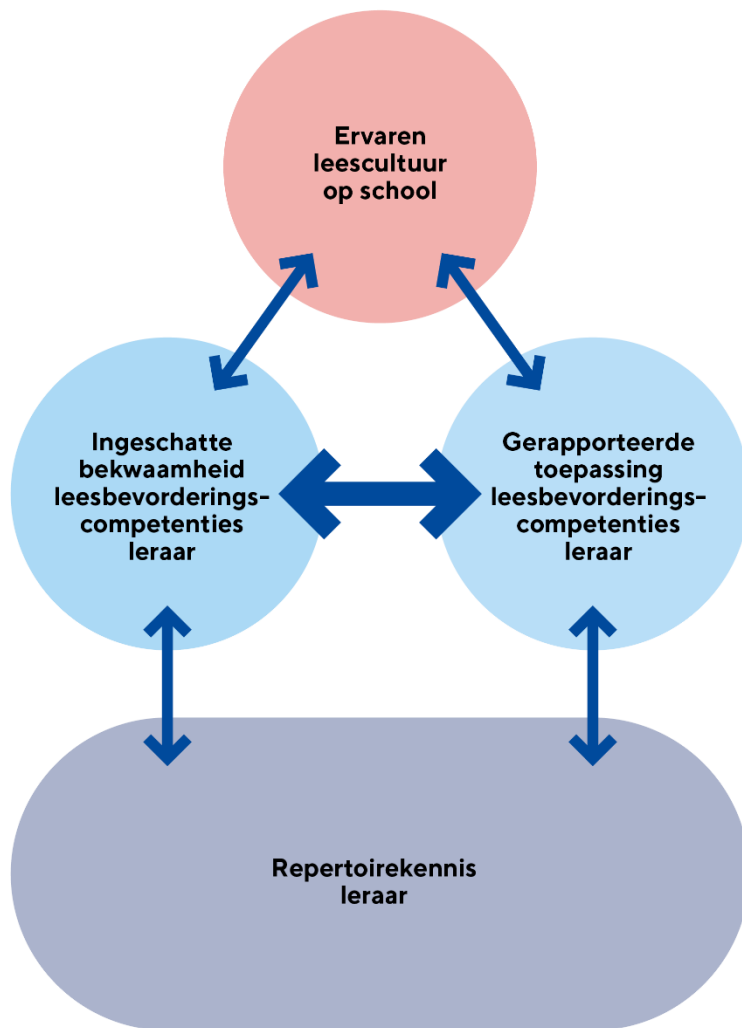 Ervaren
leescultuur
op school
Ingeschatte
bekwaamheid
leesbevorderings-
competenties
leraar
Gerapporteerde
toepassing
leesbevorderings-
competenties
leraar
Repertoirekennis
leraar